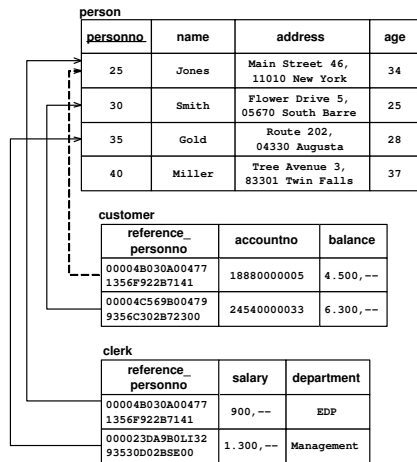 person
personno name address age
25 Jones Main Street 46, 11010 New York 34
30 Smith Flower Drive 5, 05670 South Barre 25
35 Gold Route 202, 04330 Augusta 28
40 Miller Tree Avenue 3, 83301 Twin Falls 37
customer
reference_ personno accountno balance
00004B030A00477 1356F922B7141 18880000005 4.500,--
00004C569B00479 9356C302B72300 24540000033 6.300,--
clerk
reference_ personno salary department
00004B030A00477 1356F922B7141 900,-- EDP
000023DA9B0LI32 93530D02BSE00 1.300,-- Management